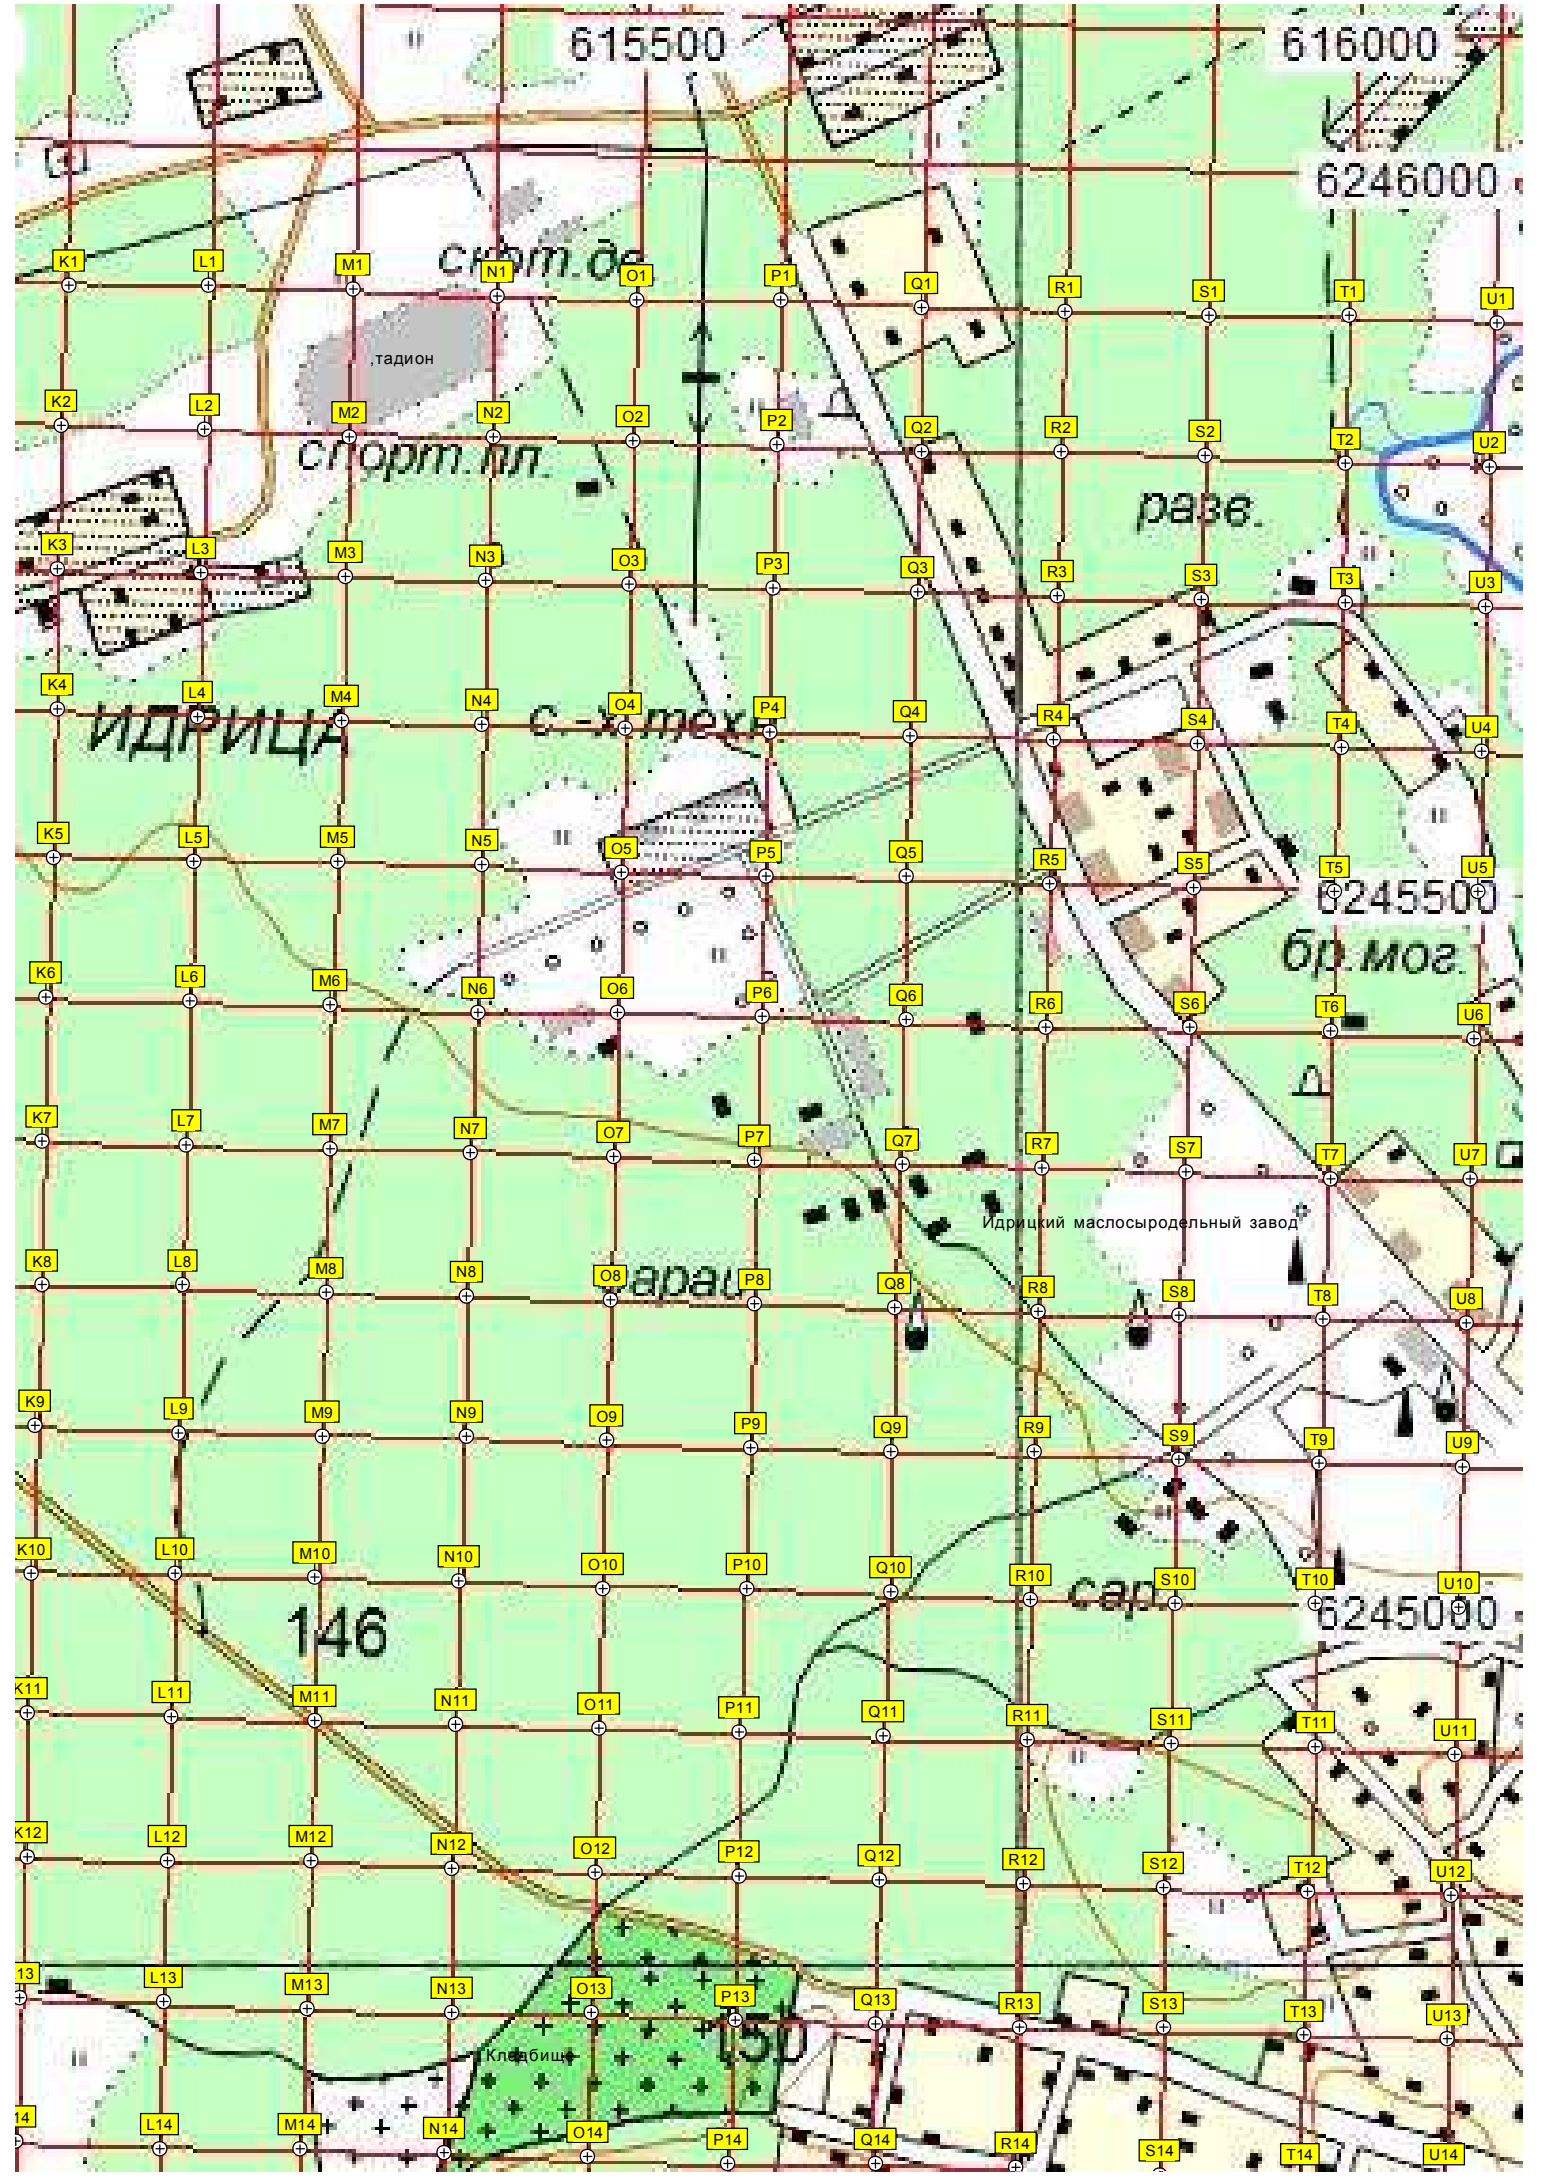 615500 616000
6246000
K1 L1 M1 N1 O1 P1 Q1 R1 S1 T1 U1
,тадион
K2 L2 M2 N2 O2 P2 Q2 R2 S2 T2 U2
спорт.пл.
разв.
K3 L3 M3 N3 O3 P3 Q3 R3 S3 T3 U3
K4 L4 M4 N4 O4 P4 Q4 R4 S4 T4 U4
ИДРИЦА
K5 L5 M5 N5 O5 P5 Q5 R5 S5 T5 U5
6245500
бр.мог.
K6 L6 M6 N6 O6 P6 Q6 R6 S6 T6 U6
K7 L7 M7 N7 O7 P7 Q7 R7 S7 T7 U7
Идрицкий маслосыродельный завод
K8 L8 M8 N8 O8 P8 Q8 R8 S8 T8 U8
K9 L9 M9 N9 O9 P9 Q9 R9 S9 T9 U9
K10 L10 M10 N10 O10 P10 Q10 R10 S10 T10 U10
сар.
6245000
146
K11 L11 M11 N11 O11 P11 Q11 R11 S11 T11 U11
K12 L12 M12 N12 O12 P12 Q12 R12 S12 T12 U12
13 L13 M13 N13 O13 P13 Q13 R13 S13 T13 U13
150
Кладбище
14 L14 M14 N14 O14 P14 Q14 R14 S14 T14 U14